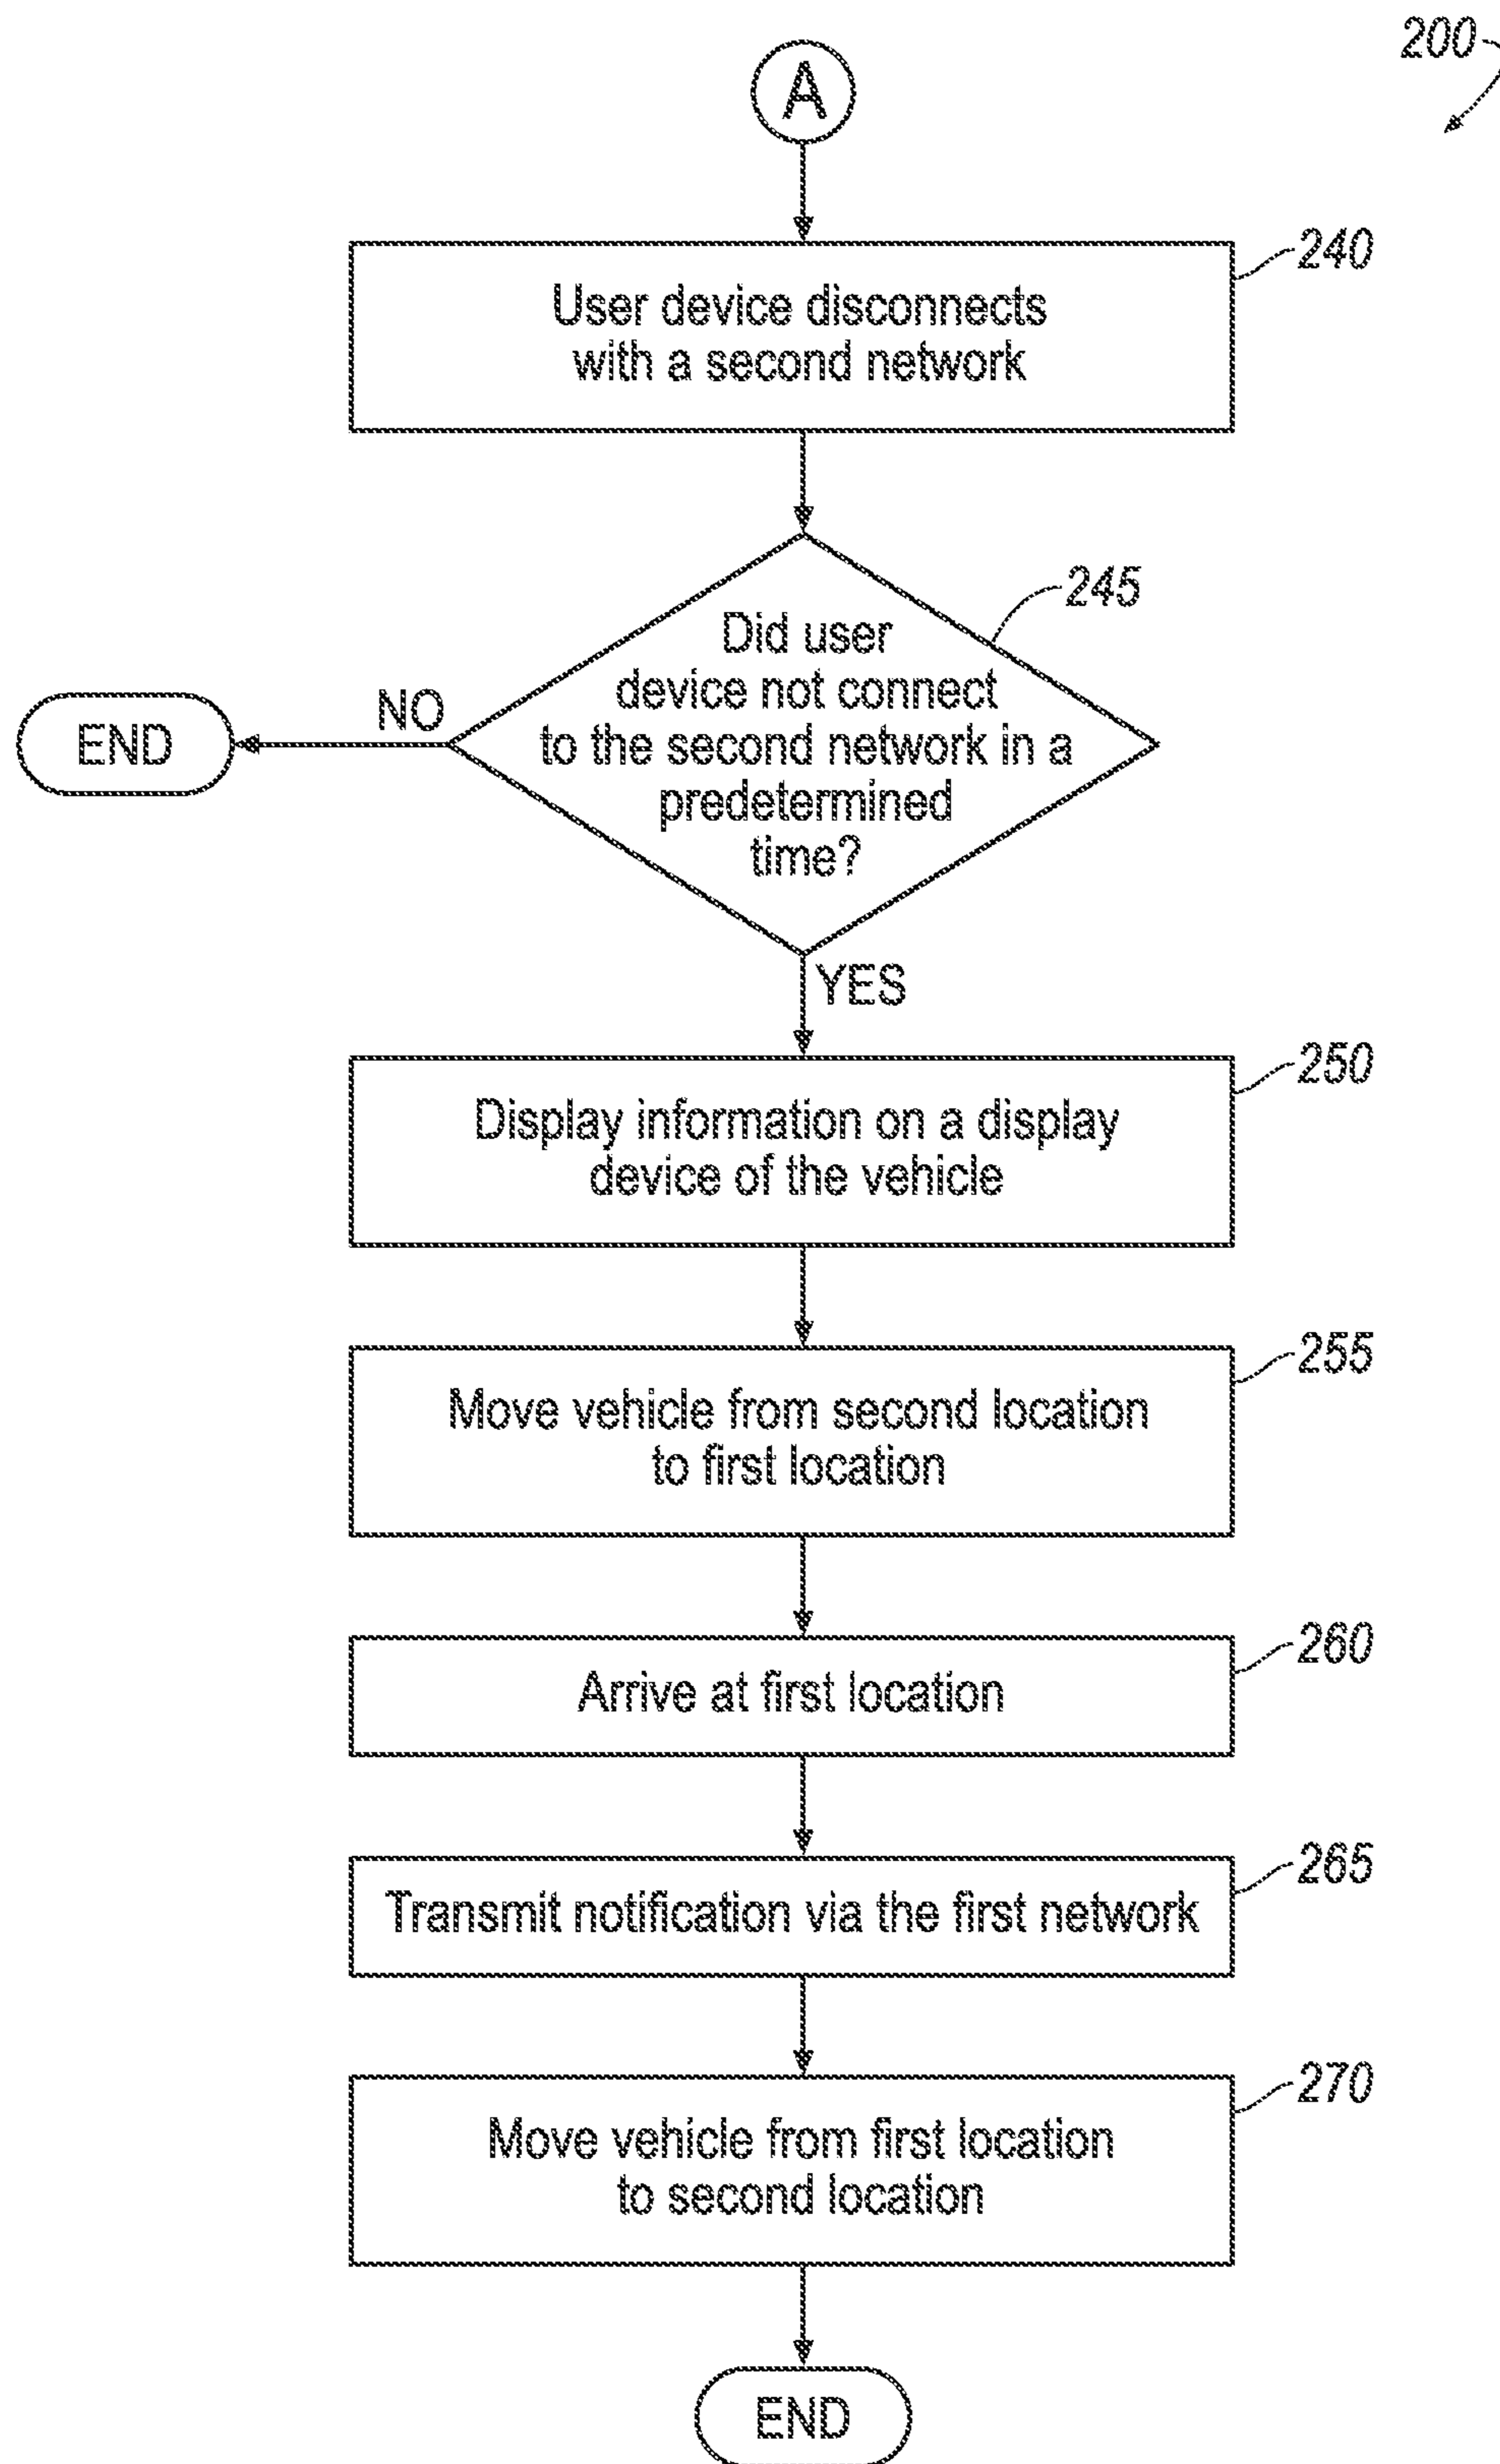 200
A
240
User device disconnects
with a second network
245
Did user
device not connect
to the second network in a
predetermined
time?
NO
END
YES
250
Display information on a display
device of the vehicle
255
Move vehicle from second location
to first location
260
Arrive at first location
265
Transmit notification via the first network
270
Move vehicle from first location
to second location
END